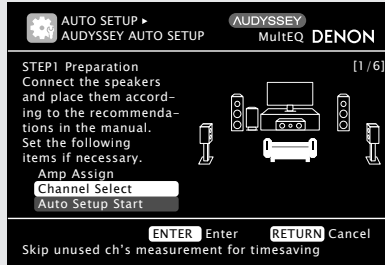 AUTO SETUP ▸
AUDYSSEY AUTO SETUP
AUDYSSEY
MultEQ DENON
STEP1 Preparation
[1/6]
Connect the speakers
and place them accord-
ing to the recommenda-
tions in the manual.
Set the following
items if necessary.
Amp Assign
Channel Select
Auto Setup Start
ENTER Enter RETURN Cancel
Skip unused ch's measurement for timesaving